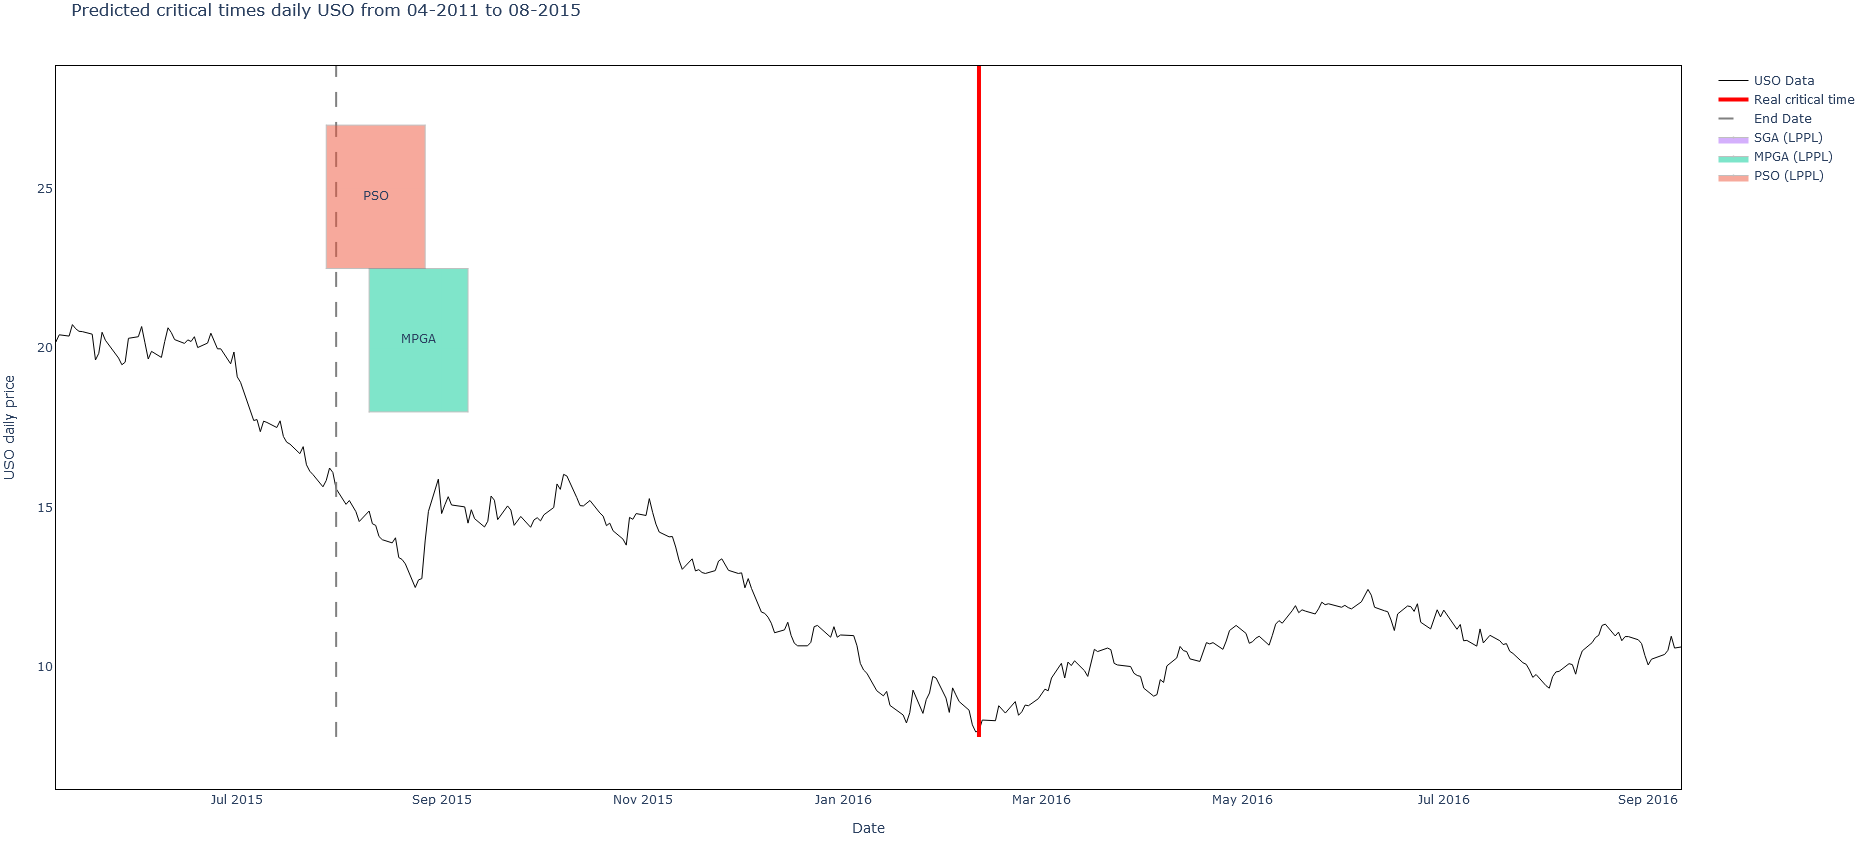 Predicted critical times daily USO from 04-2011 to 08-2015
USO Data
Real critical time
End Date
SGA (LPPL)
MPGA (LPPL)
PSO (LPPL)
PSO
MPGA
25
20
15
10
USO daily price
Jul 2015
Sep 2015
Nov 2015
Jan 2016
Mar 2016
May 2016
Jul 2016
Sep 2016
Date